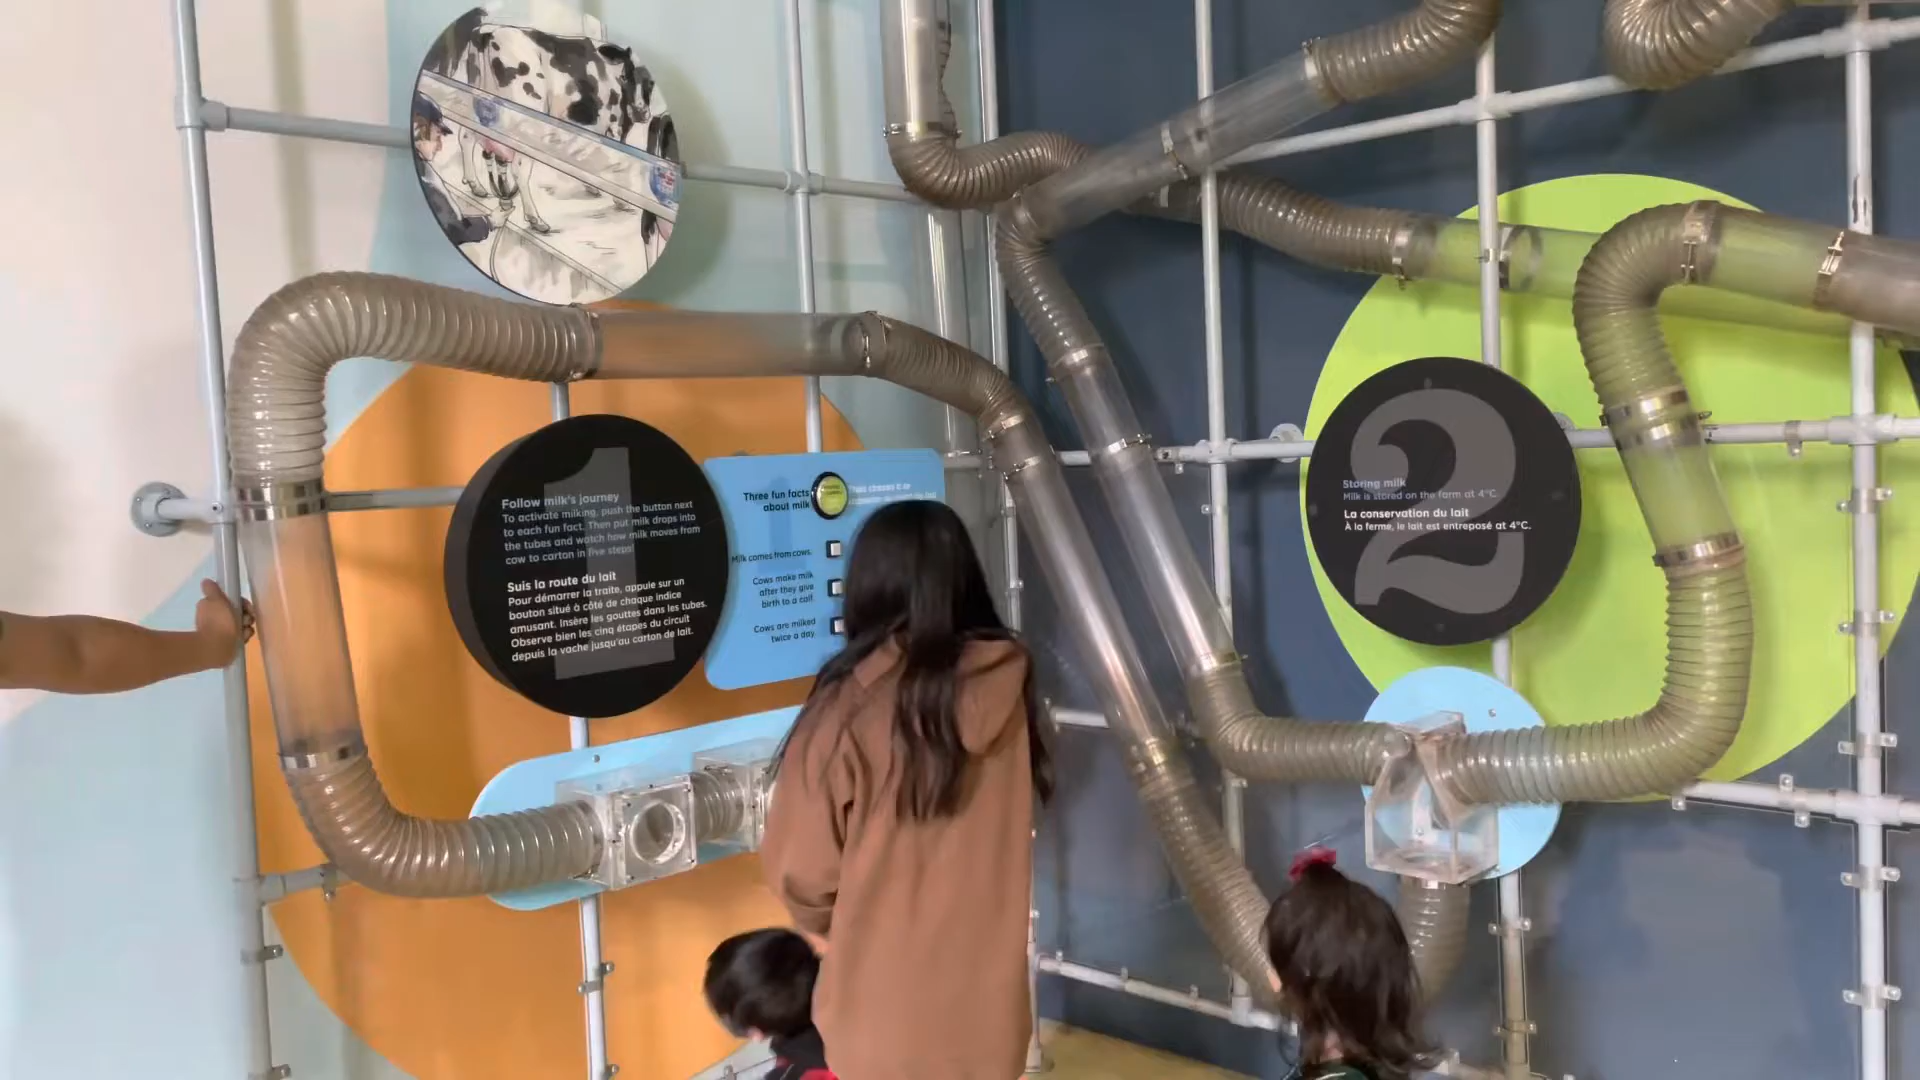 1
Follow milk's journey
To activate milking, push the button next
to each fun fact. Then put milk drops into
the tubes and watch how milk moves from
cow to carton in five steps!
Suis la route du lait
Pour démarrer la traite, appuie sur un
bouton situé à côté de chaque indice
amusant. Insère les gouttes dans les tubes.
Observe bien les cinq étapes du circuit
depuis la vache jusqu'au carton de lait.
Three fun facts
about milk
Milk comes from cows.
Cows make milk
after they give
birth to a calf.
Cows are milked
twice a day.
2
Storing milk
Milk is stored on the farm at 4°C
La conservation du lait
À la ferme, le lait est entreposé at 4°C.